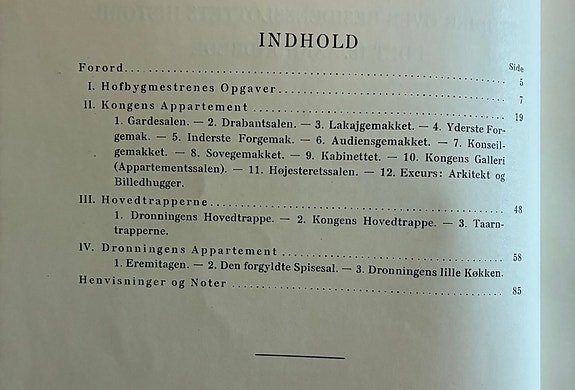 INDHOLD
Side
Forord 5
I. Hofbygmestrenes Opgaver 7
II. Kongens Appartement 19
1. Gardesalen. — 2. Drabantsalen. — 3. Lakajgemakket. — 4. Yderste For-
gemak. — 5. Inderste Forgemak. — 6. Audiensgemakket. — 7. Konseil-
gemakket. — 8. Sovegemakket. — 9. Kabinettet. — 10. Kongens Galleri
(Appartementssalen). — 11. Højesteretssalen. — 12. Excurs: Arkitekt og
Billedhugger.
III. Hovedtrapperne 48
1. Dronningens Hovedtrappe. — 2. Kongens Hovedtrappe. — 3. Taarn-
trapperne.
IV. Dronningens Appartement 58
1. Eremitagen. — 2. Den forgyldte Spisesal. — 3. Dronningens lille Køkken.
Henvisninger og Noter 85